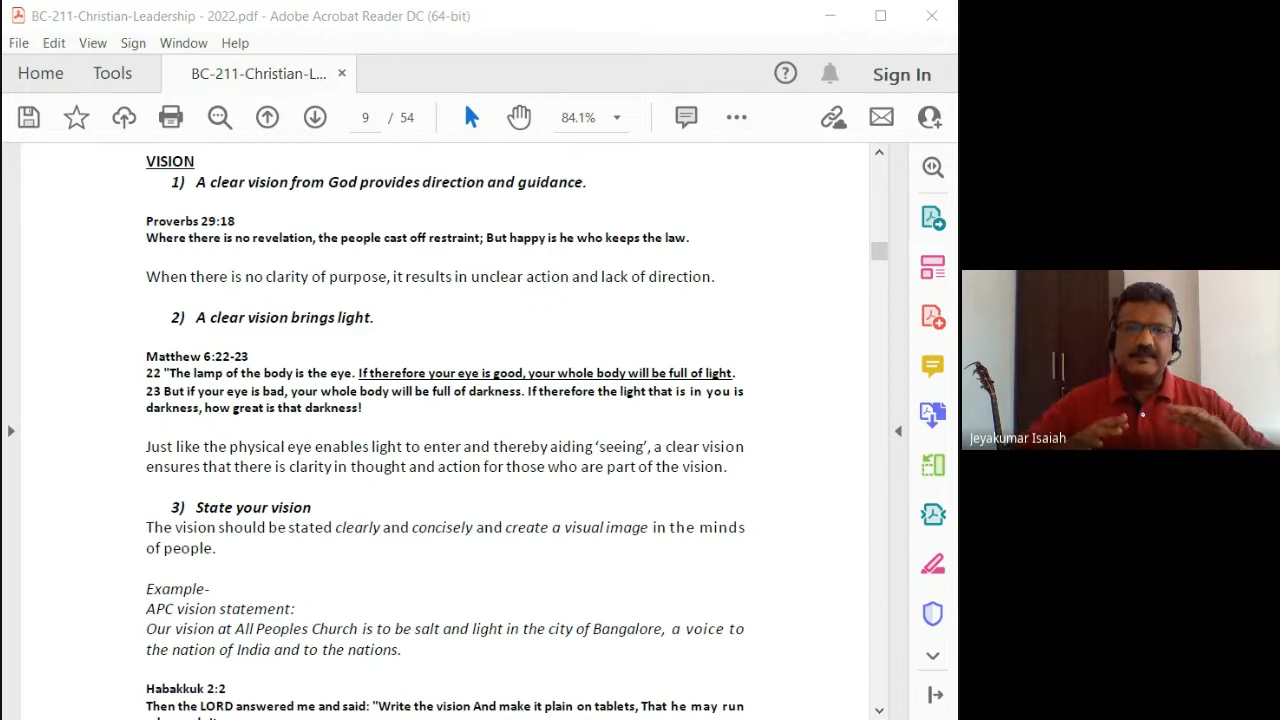 BC-211-Christian-Leadership - 2022.pdf - Adobe Acrobat Reader DC (64-bit)
File Edit View Sign Window Help
Home Tools BC-211-Christian-L... × Sign In
9 / 54 84.1%
VISION
1) A clear vision from God provides direction and guidance.
Proverbs 29:18
Where there is no revelation, the people cast off restraint; But happy is he who keeps the law.
When there is no clarity of purpose, it results in unclear action and lack of direction.
2) A clear vision brings light.
Matthew 6:22-23
22 "The lamp of the body is the eye. If therefore your eye is good, your whole body will be full of light.
23 But if your eye is bad, your whole body will be full of darkness. If therefore the light that is in you is
darkness, how great is that darkness!
Just like the physical eye enables light to enter and thereby aiding ‘seeing’, a clear vision
ensures that there is clarity in thought and action for those who are part of the vision.
Jeyakumar Isaiah
3) State your vision
The vision should be stated clearly and concisely and create a visual image in the minds
of people.
Example-
APC vision statement:
Our vision at All Peoples Church is to be salt and light in the city of Bangalore, a voice to
the nation of India and to the nations.
Habakkuk 2:2
Then the LORD answered me and said: "Write the vision And make it plain on tablets, That he may run